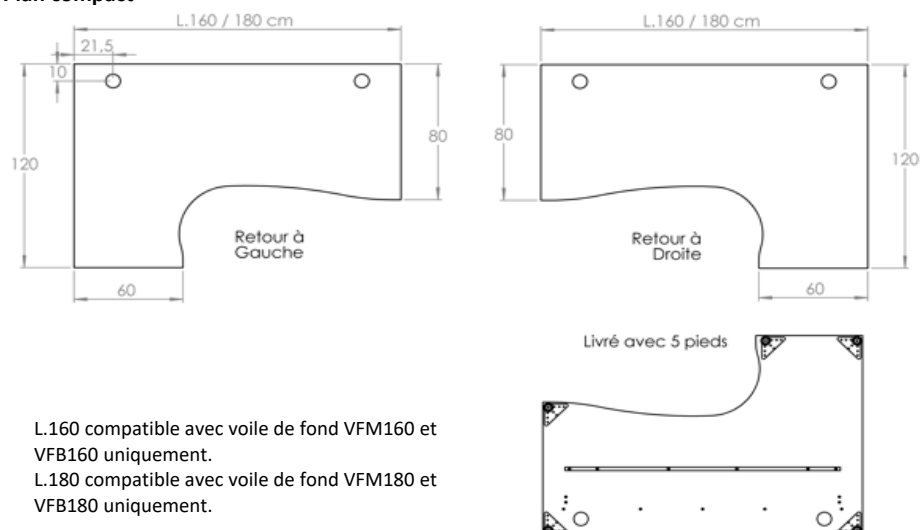 Plan compact
L.160 / 180 cm
21,5
10
80
120
Retour à
Gauche
60
L.160 / 180 cm
80
120
Retour à
Droite
60
Livré avec 5 pieds
L.160 compatible avec voile de fond VFM160 et
VFB160 uniquement.
L.180 compatible avec voile de fond VFM180 et
VFB180 uniquement.